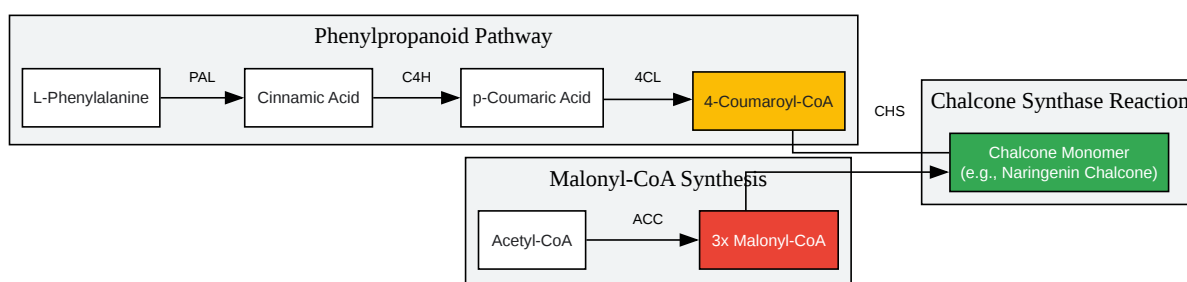 Phenylpropanoid Pathway
L-Phenylalanine
PAL
Cinnamic Acid
C4H
p-Coumaric Acid
4CL
4-Coumaroyl-CoA
CHS
Chalcone Synthase Reaction
Chalcone Monomer
(e.g., Naringenin Chalcone)
Malonyl-CoA Synthesis
Acetyl-CoA
ACC
3x Malonyl-CoA